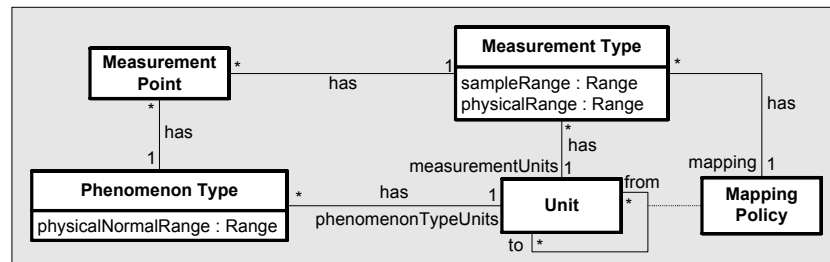 Measurement
Point
*
*
has
1
Measurement Type
sampleRange : Range
physicalRange : Range
*
*
has
1
Phenomenon Type
physicalNormalRange : Range
*
has
1
phenomenonTypeUnits
has
measurementUnits
1
Unit
from
*
to
*
has
mapping
1
Mapping
Policy